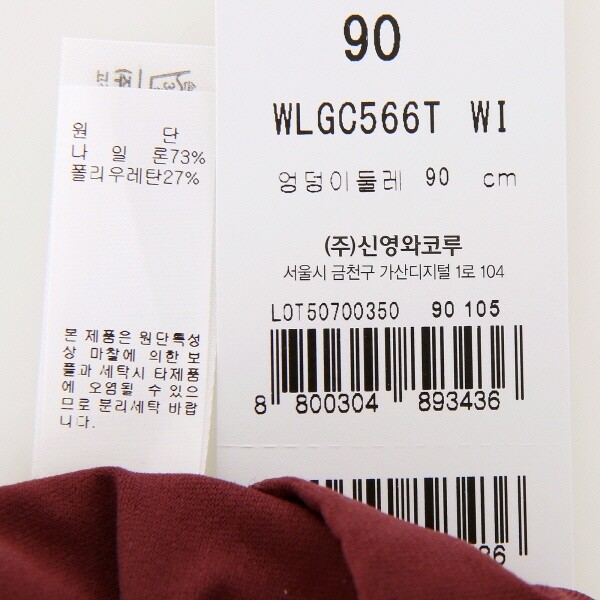 원 단
나 일 론73%
폴리우레탄27%
본 제품은 원단특성
상 마찰에 의한 보
풀과 세탁시 타제품
에 오염될 수 있으
므로 분리세탁 바랍
니다.
90
WLGC566T WI
엉덩이둘레 90 cm
(주)신영와코루
서울시 금천구 가산디지털 1로 104
LOT50700350 90 105
8 800304 893436